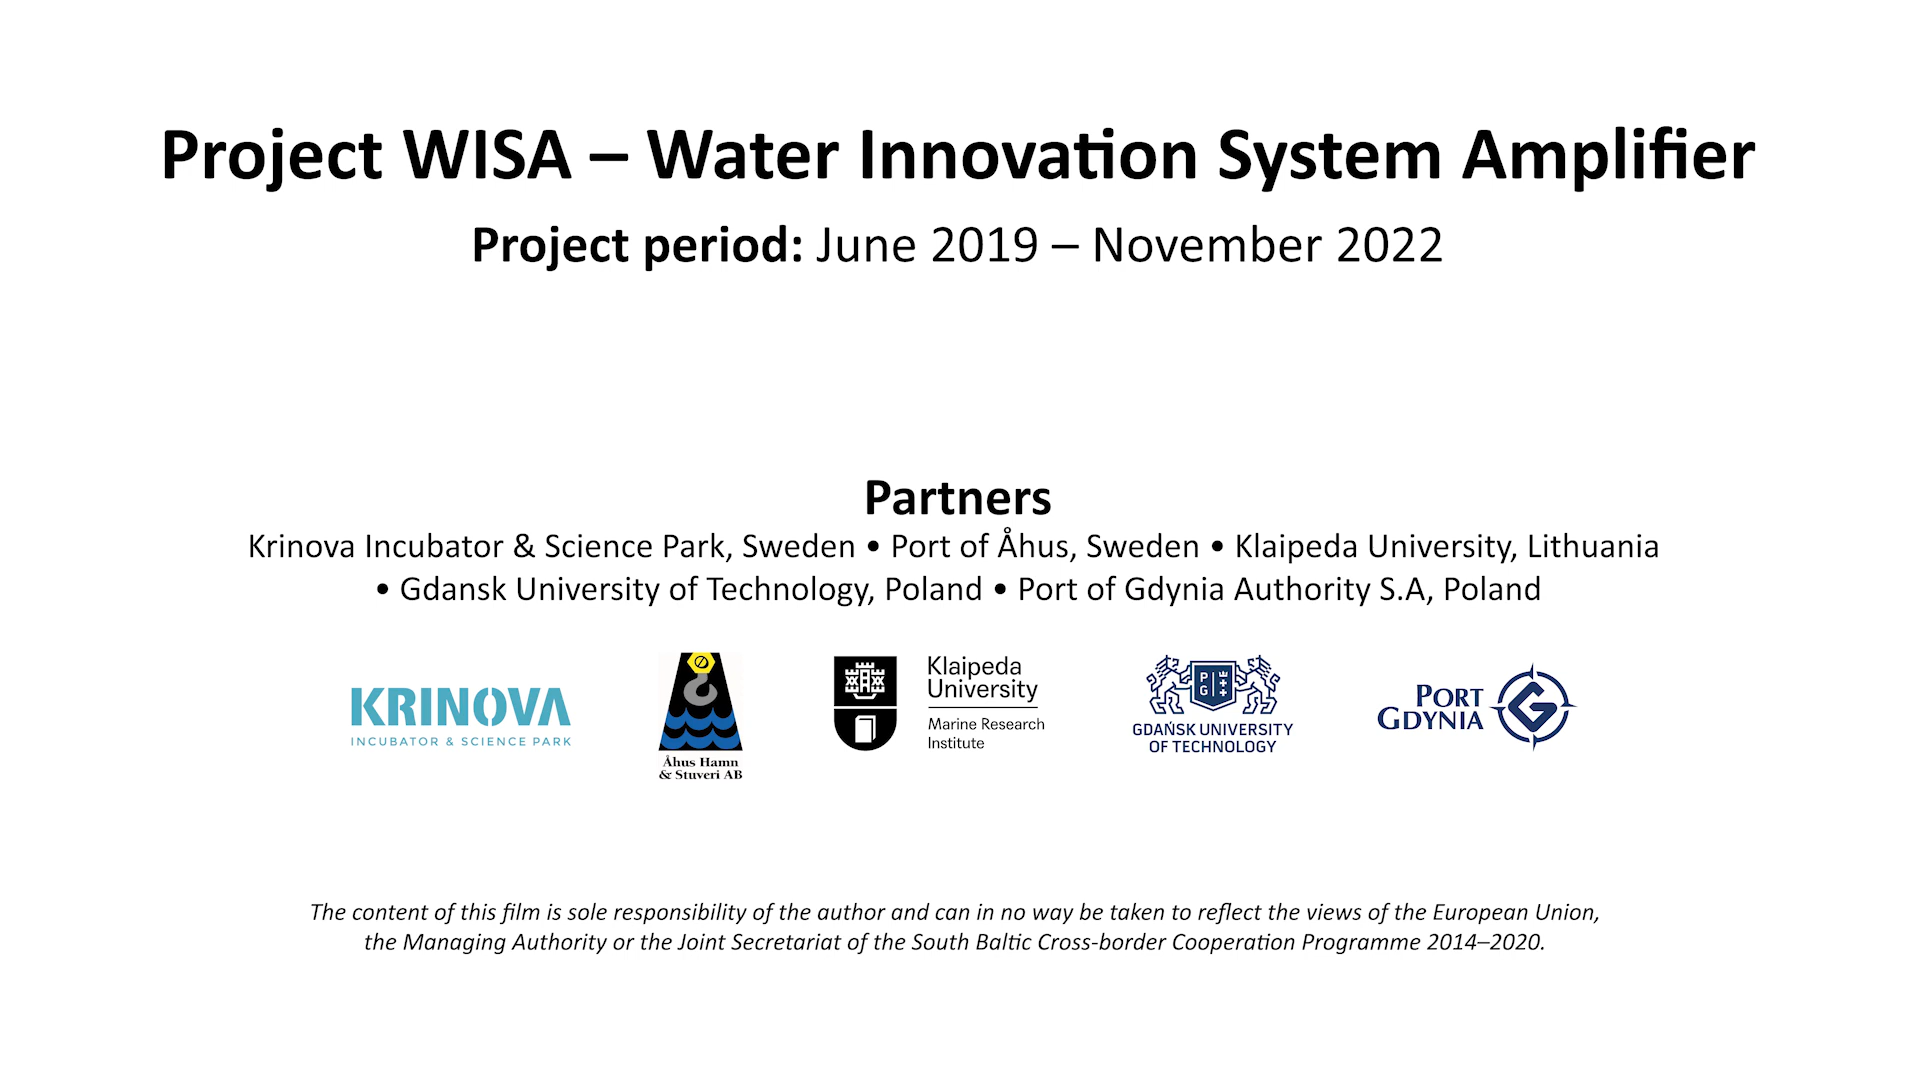 Project WISA – Water Innovation System Amplifier
Project period: June 2019 – November 2022
Partners
Krinova Incubator & Science Park, Sweden • Port of Åhus, Sweden • Klaipeda University, Lithuania
• Gdansk University of Technology, Poland • Port of Gdynia Authority S.A, Poland
KRINOVA
INCUBATOR & SCIENCE PARK
Åhus Hamn
& Stuveri AB
Klaipeda
University
Marine Research
Institute
P G
GDAŃSK UNIVERSITY
OF TECHNOLOGY
PORT
GDYNIA
G
The content of this film is sole responsibility of the author and can in no way be taken to reflect the views of the European Union,
the Managing Authority or the Joint Secretariat of the South Baltic Cross-border Cooperation Programme 2014–2020.